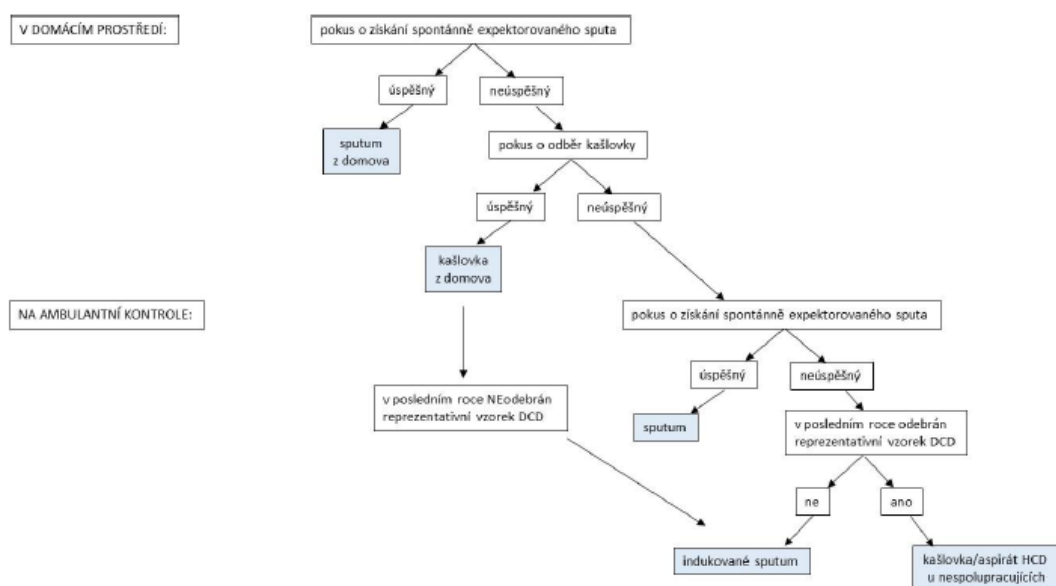 V DOMÁCÍM PROSTŘEDÍ:
pokus o získání spontánně expektorovaného sputa
úspěšný
neúspěšný
sputum
z domova
pokus o odběr kašlovky
úspěšný
neúspěšný
kašlovka
z domova
NA AMBULANTNÍ KONTROLE:
pokus o získání spontánně expektorovaného sputa
úspěšný
neúspěšný
v posledním roce NEodebrán
reprezentativní vzorek DCD
sputum
v posledním roce odebrán
reprezentativní vzorek DCD
ne
ano
indukované sputum
kašlovka/aspirát HCD
u nespolupracujících